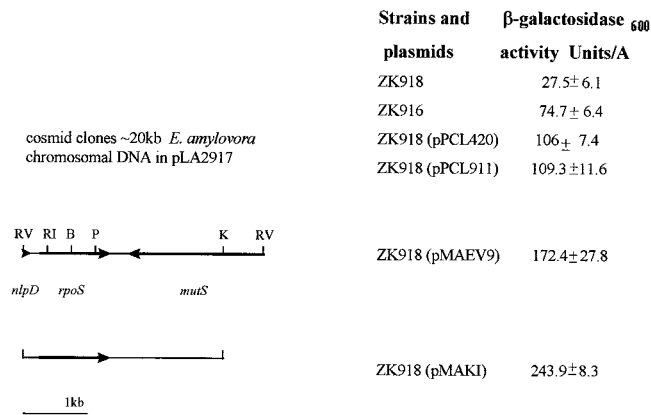 Strains and β-galactosidase 600
plasmids activity Units/A
ZK918 27.5± 6.1
ZK916 74.7± 6.4
cosmid clones ~20kb E. amylovora
chromosomal DNA in pLA2917
ZK918 (pPCL420) 106± 7.4
ZK918 (pPCL911) 109.3 ±11.6
RV RI B P K RV
ZK918 (pMAEV9) 172.4±27.8
nlpD rpoS mutS
ZK918 (pMAKI) 243.9±8.3
1kb